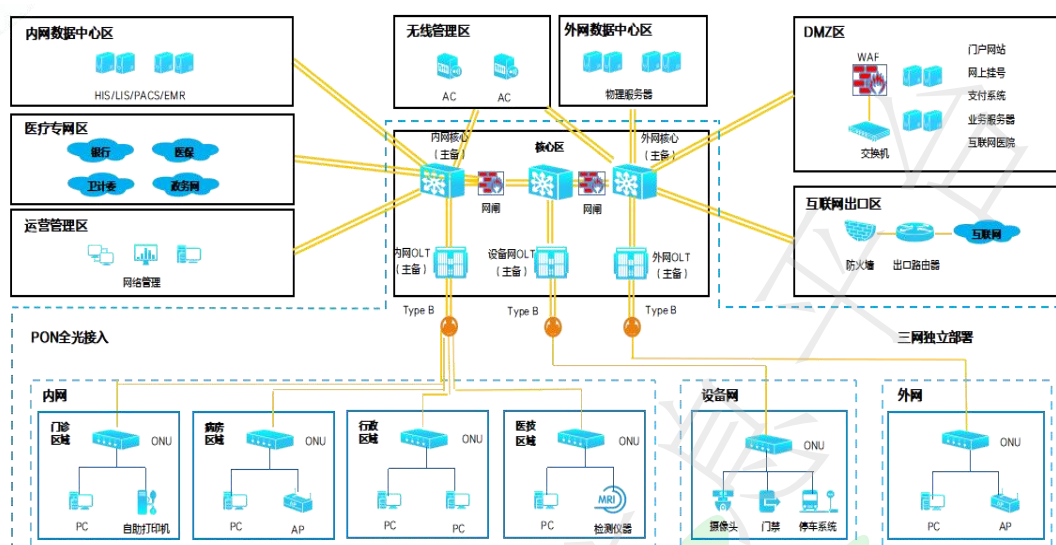 内网数据中心区
HIS/LIS/PACS/EMR
医疗专网区
银行
医保
卫计委
政务网
运营管理区
网络管理
无线管理区
AC
AC
外网数据中心区
物理服务器
DMZ区
WAF
交换机
门户网站
网上挂号
支付系统
业务服务器
互联网医院
互联网出口区
防火墙
出口路由器
互联网
内网核心
(主备)
核心区
外网核心
(主备)
网闸
网闸
内网OLT
(主备)
设备网OLT
(主备)
外网OLT
(主备)
Type B
Type B
Type B
PON全光接入
三网独立部署
内网
门诊
区域
ONU
PC
自助打印机
病房
区域
ONU
PC
AP
行政
区域
ONU
PC
PC
医技
区域
ONU
PC
MRI
检测仪器
设备网
ONU
摄像头
门禁
停车系统
外网
ONU
PC
AP